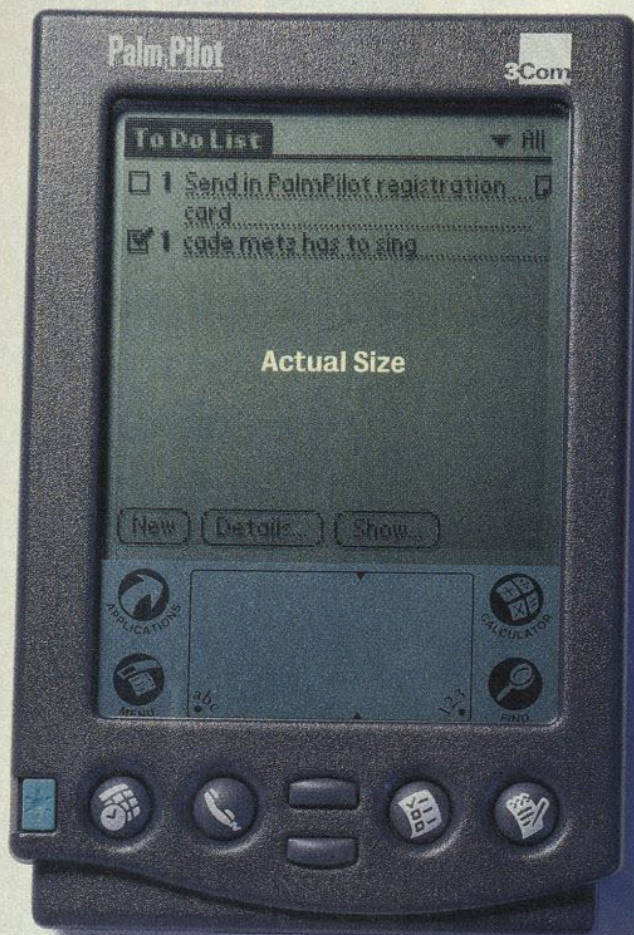 PalmPilot
3Com
To Do List ▼ All
1 Send in PalmPilot registration
card
1 cade metz has to sing
Actual Size
New Details... Show...
APPLICATIONS
CALCULATOR
MENU
abc
123
FIND